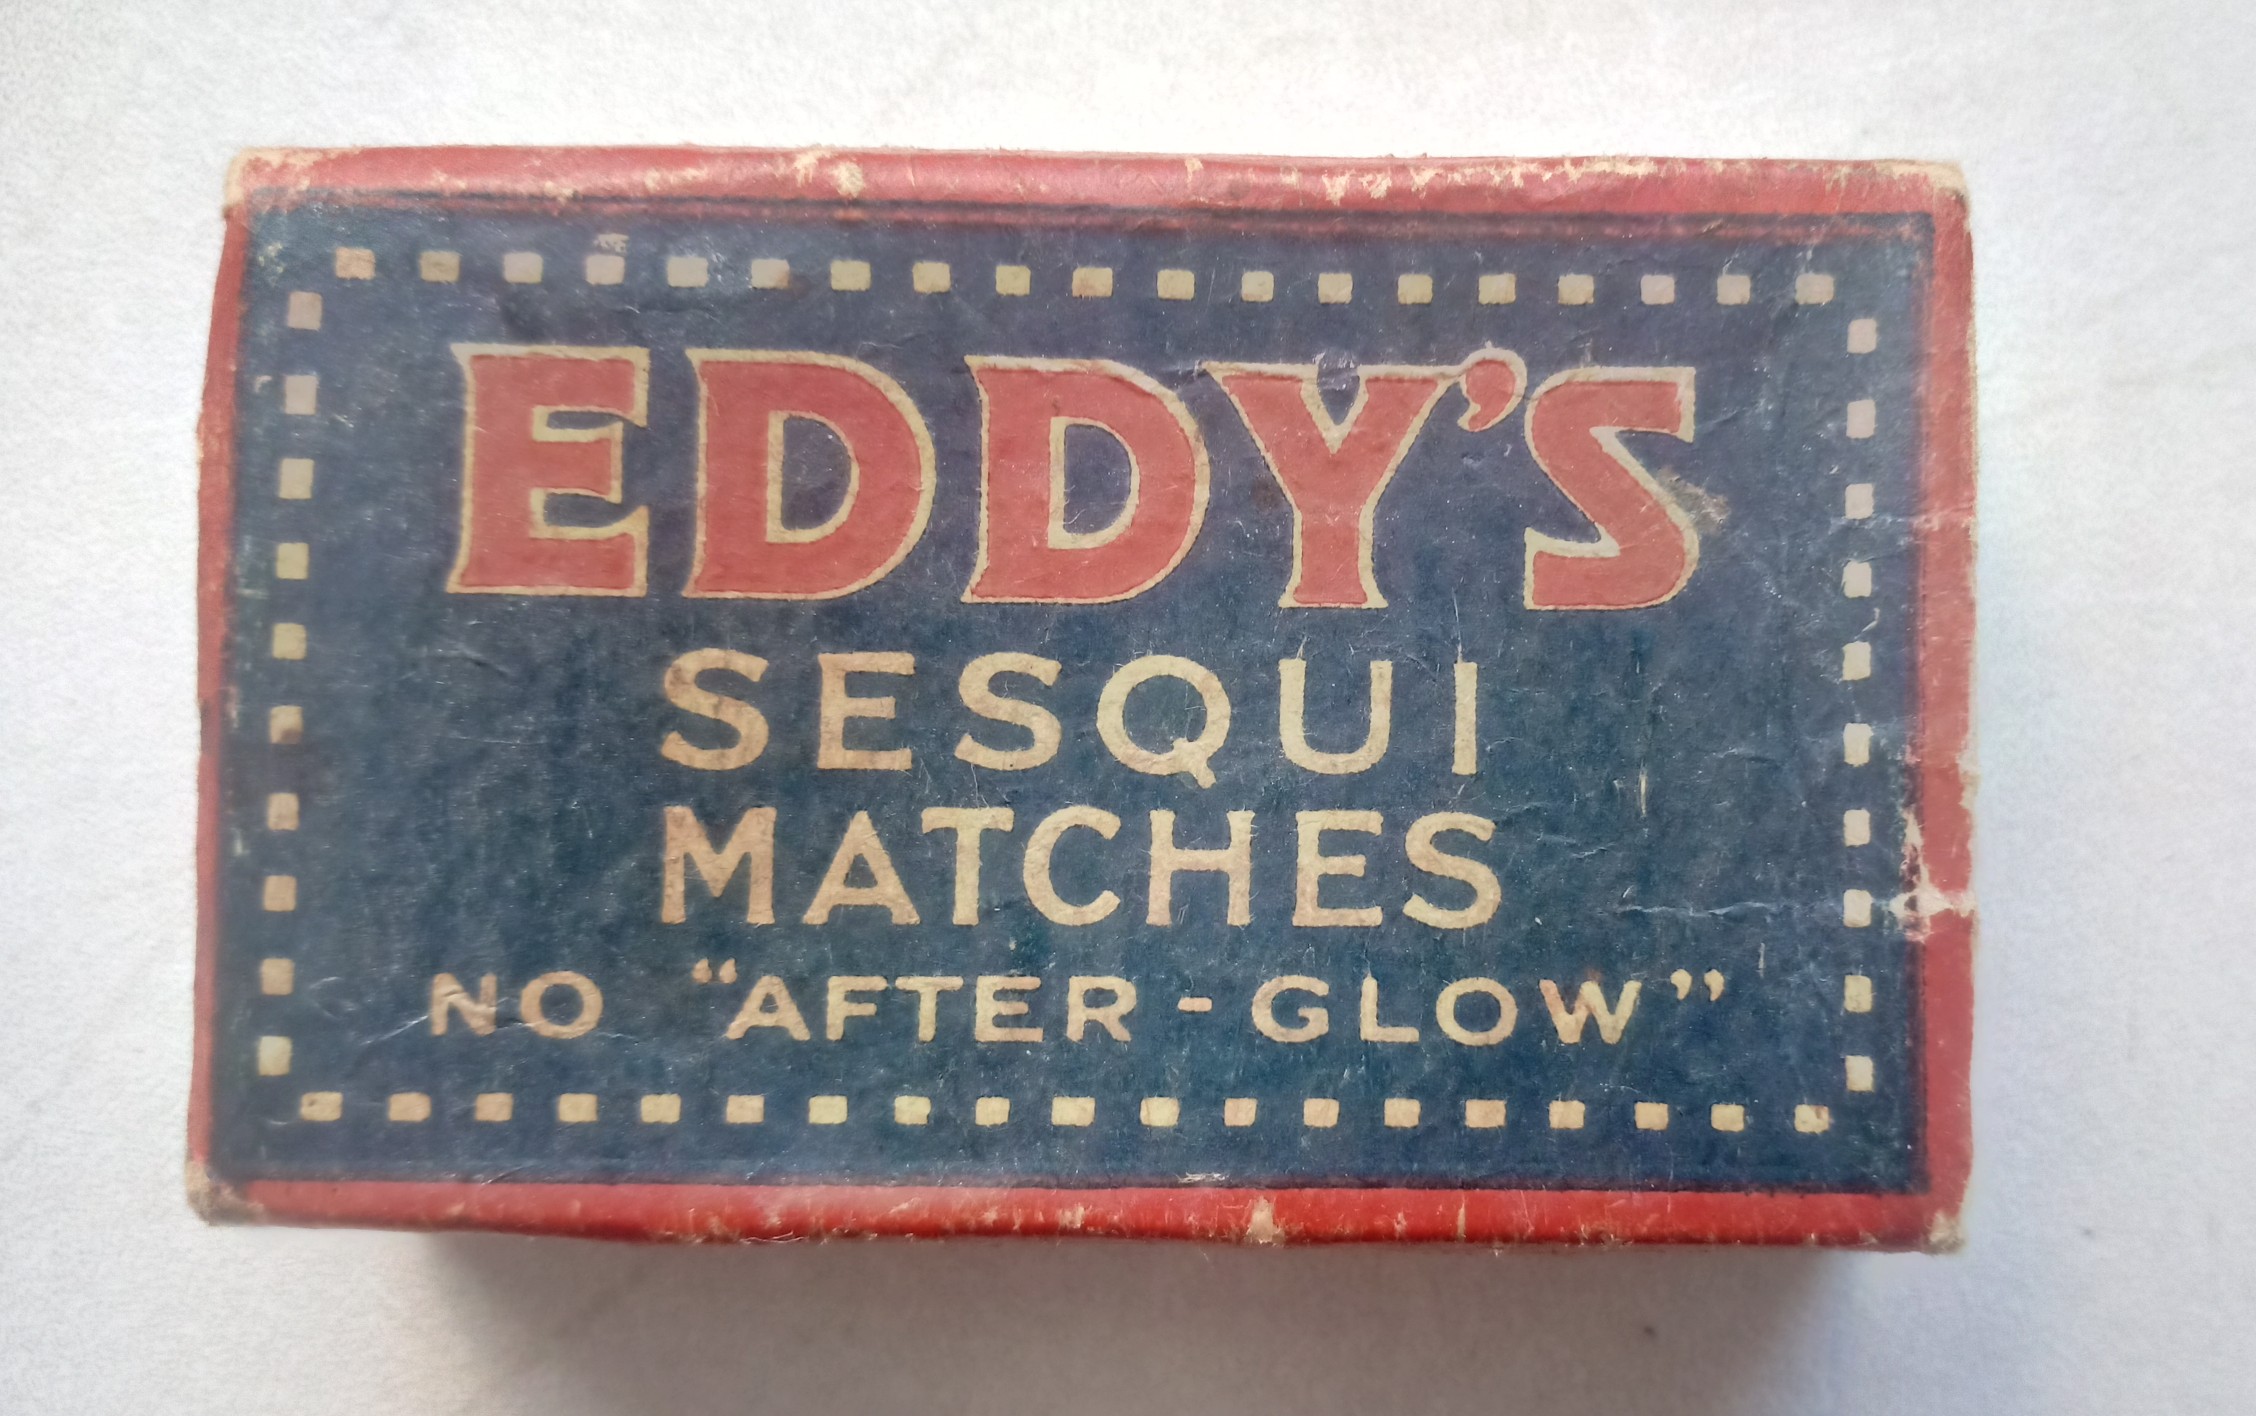 EDDY'S
SESQUI
MATCHES
NO “AFTER-GLOW”